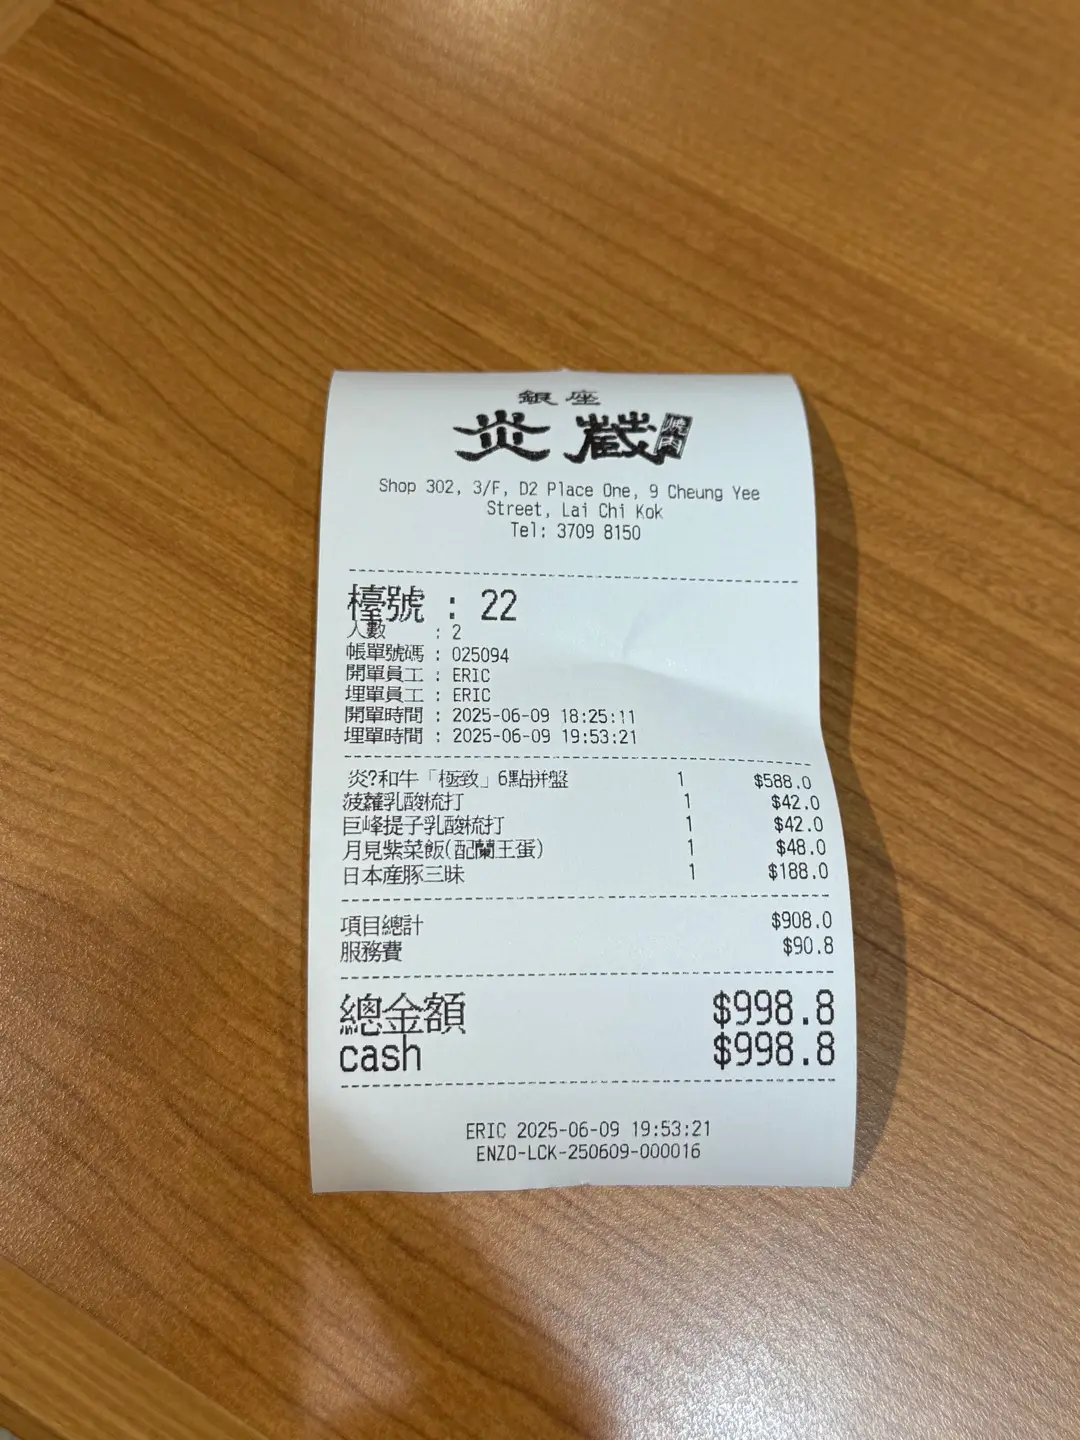 銀座
炎蔵 焼肉
Shop 302, 3/F, D2 Place One, 9 Cheung Yee
Street, Lai Chi Kok
Tel: 3709 8150
檯號 : 22
人數 : 2
帳單號碼 : 025094
開單員工 : ERIC
埋單員工 : ERIC
開單時間 : 2025-06-09 18:25:11
埋單時間 : 2025-06-09 19:53:21
炎?和牛「極致」6點拼盤 1 $588.0
菠蘿乳酸梳打 1 $42.0
巨峰提子乳酸梳打 1 $42.0
月見紫菜飯(配蘭王蛋) 1 $48.0
日本産豚三昧 1 $188.0
項目總計 $908.0
服務費 $90.8
總金額 $998.8
cash $998.8
ERIC 2025-06-09 19:53:21
ENZO-LCK-250609-000016